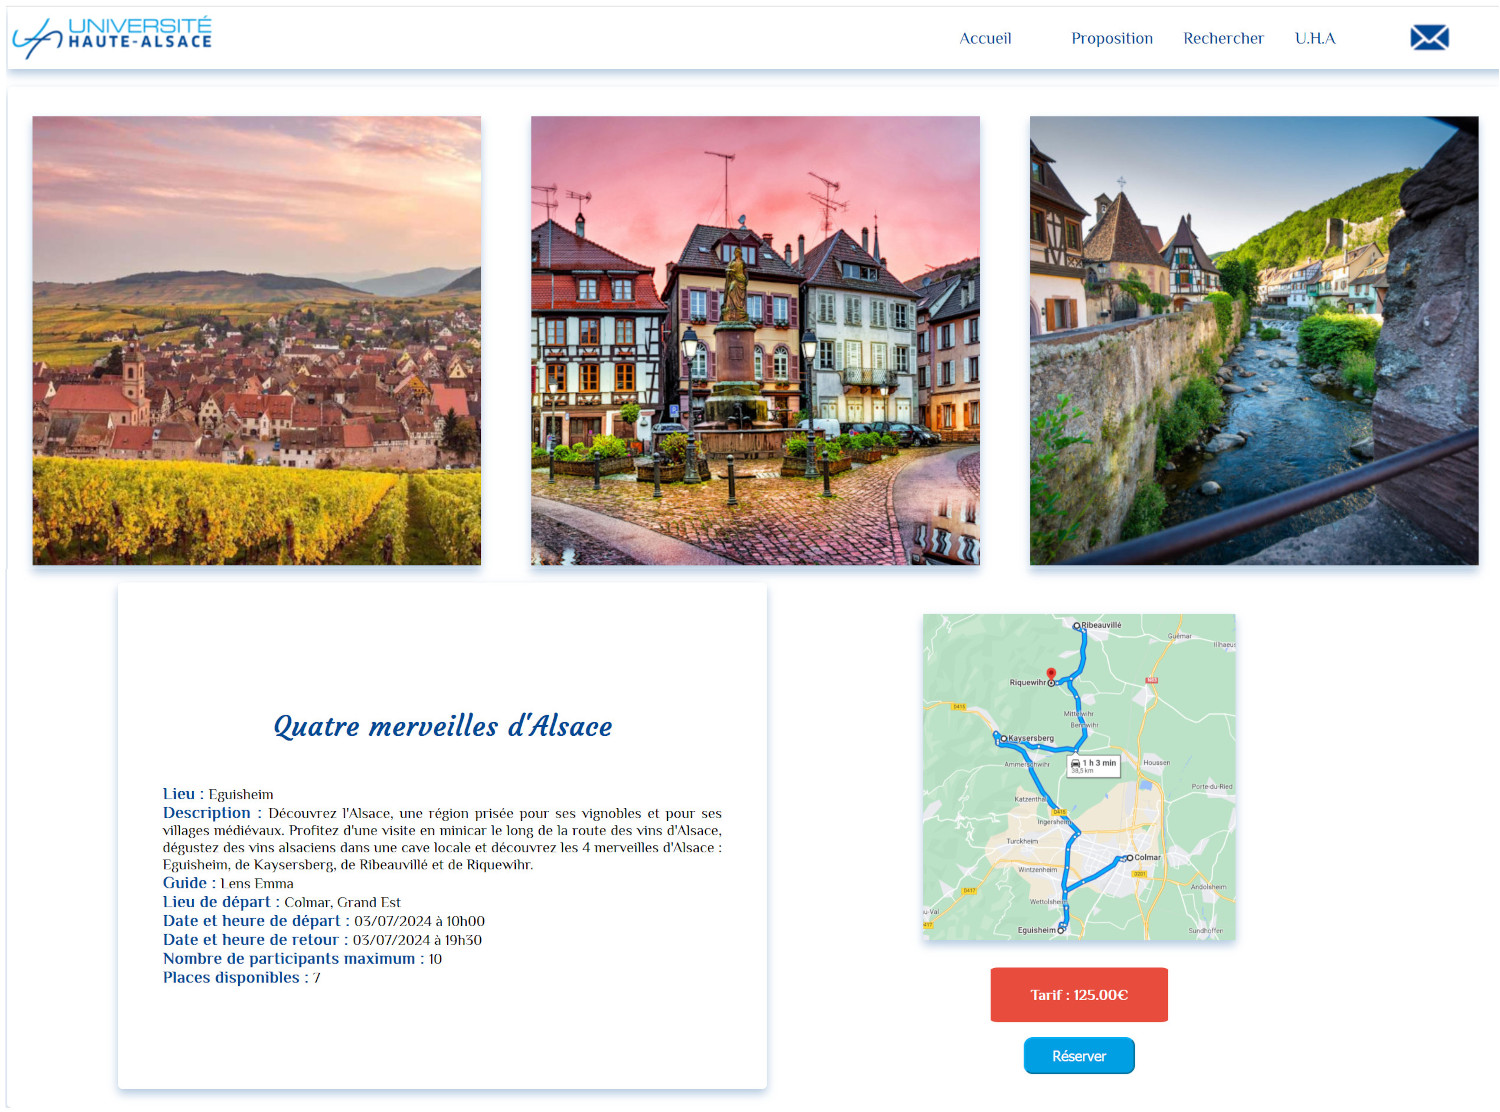 UNIVERSITÉ
HAUTE-ALSACE
Accueil Proposition Rechercher U.H.A
Quatre merveilles d'Alsace
Lieu : Eguisheim
Description : Découvrez l'Alsace, une région prisée pour ses vignobles et pour ses
villages médiévaux. Profitez d'une visite en minicar le long de la route des vins d'Alsace,
dégustez des vins alsaciens dans une cave locale et découvrez les 4 merveilles d'Alsace :
Eguisheim, de Kaysersberg, de Ribeauvillé et de Riquewihr.
Guide : Lens Emma
Lieu de départ : Colmar, Grand Est
Date et heure de départ : 03/07/2024 à 10h00
Date et heure de retour : 03/07/2024 à 19h30
Nombre de participants maximum : 10
Places disponibles : 7
Ribeauvillé
Guémar
Illhaeus
Riquewihr
D416
Mittelwihr
Bennwihr
Kaysersberg
Ammerschwihr
1 h 3 min
38,5 km
Houssen
Porte-du-Ried
Katzenthal
D415
Ingersheim
Turckheim
Colmar
Wintzenheim
D201
D417
Andolsheim
Wettolsheim
u-Val
417
Eguisheim
Sundhoffen
Tarif : 125.00€
Réserver